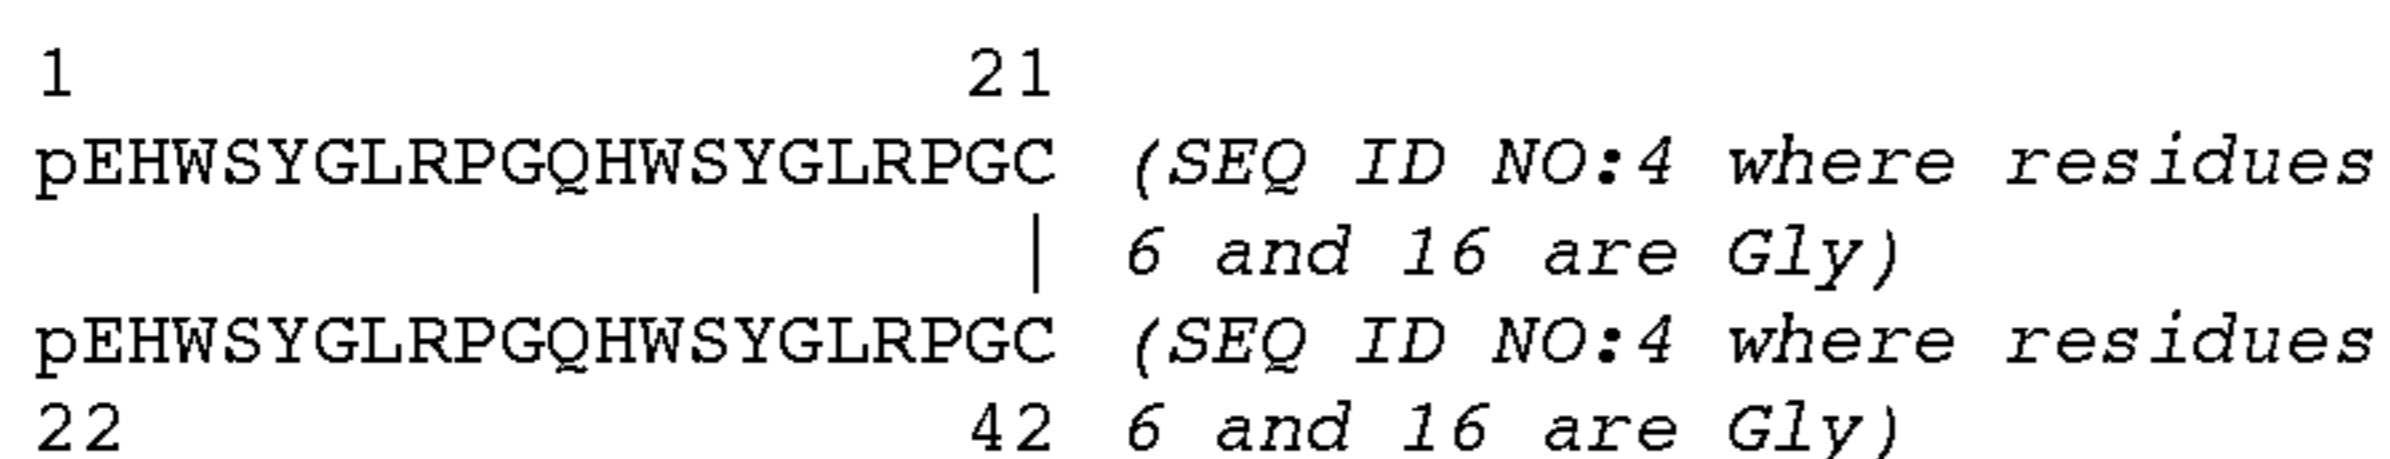 1 21
pEHWSYGLRPGQHWSYGLRPGC (SEQ ID NO:4 where residues
| 6 and 16 are Gly)
pEHWSYGLRPGQHWSYGLRPGC (SEQ ID NO:4 where residues
22 42 6 and 16 are Gly)